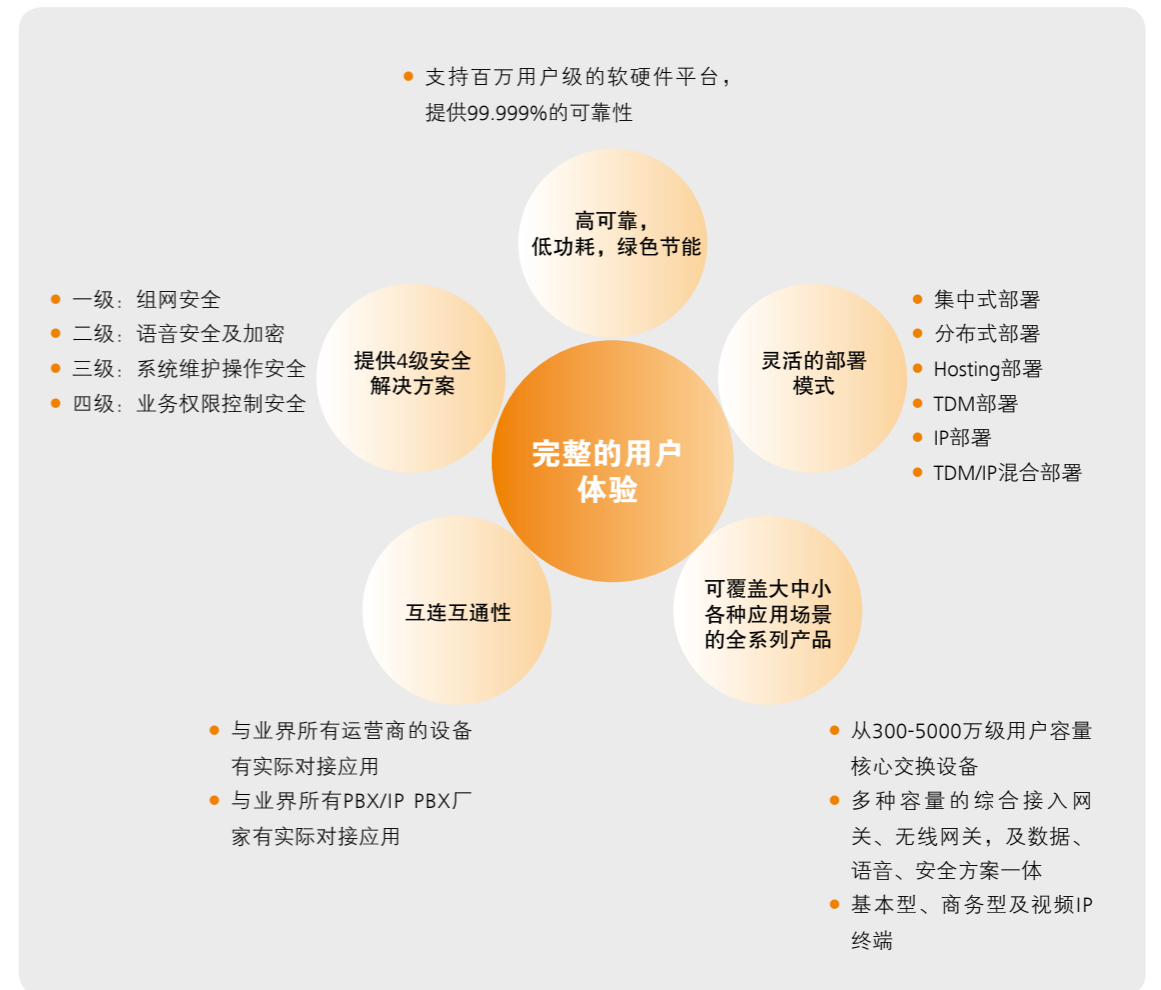 支持百万用户级的软硬件平台，
提供99.999%的可靠性
高可靠，
低功耗，绿色节能
一级：组网安全
二级：语音安全及加密
三级：系统维护操作安全
四级：业务权限控制安全
提供4级安全
解决方案
灵活的部署
模式
集中式部署
分布式部署
Hosting部署
TDM部署
IP部署
TDM/IP混合部署
完整的用户
体验
互连互通性
可覆盖大中小
各种应用场景
的全系列产品
与业界所有运营商的设备
有实际对接应用
与业界所有PBX/IP PBX厂
家有实际对接应用
从300-5000万级用户容量
核心交换设备
多种容量的综合接入网
关、无线网关，及数据、
语音、安全方案一体
基本型、商务型及视频IP
终端